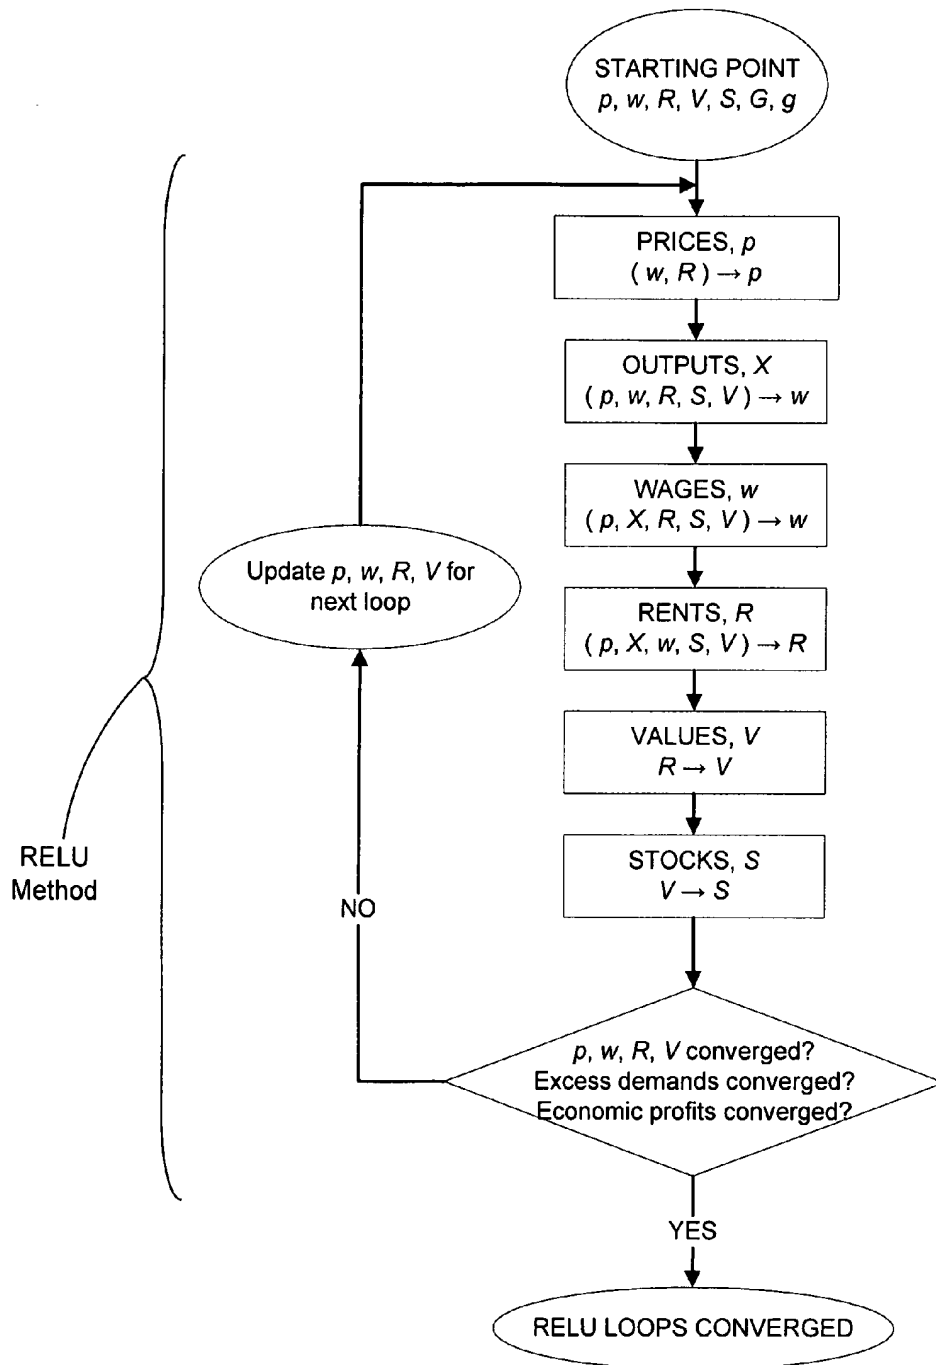 STARTING POINT
p, w, R, V, S, G, g
PRICES, p
( w, R ) → p
OUTPUTS, X
( p, w, R, S, V ) → w
WAGES, w
( p, X, R, S, V ) → w
Update p, w, R, V for
next loop
RENTS, R
( p, X, w, S, V ) → R
VALUES, V
R → V
RELU
Method
STOCKS, S
V → S
NO
p, w, R, V converged?
Excess demands converged?
Economic profits converged?
YES
RELU LOOPS CONVERGED